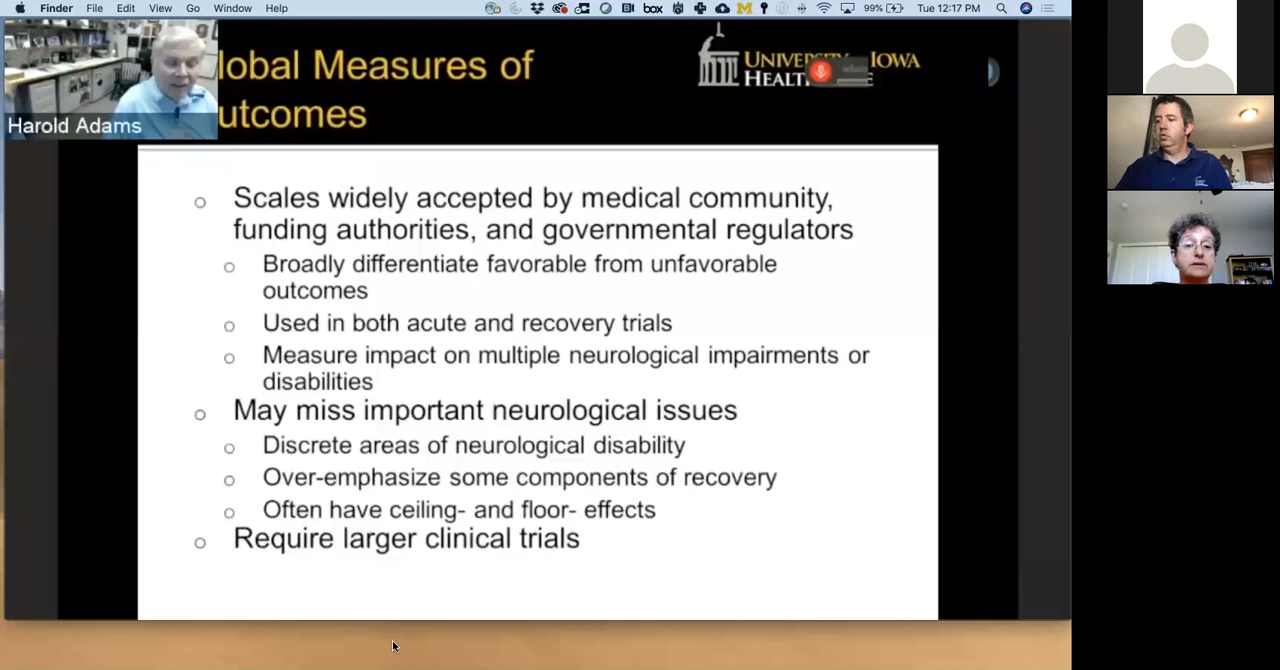 Finder File Edit View Go Window Help
box
99%
Tue 12:17 PM
lobal Measures of
utcomes
IOWA
Harold Adams
Scales widely accepted by medical community,
funding authorities, and governmental regulators
Broadly differentiate favorable from unfavorable
outcomes
Used in both acute and recovery trials
Measure impact on multiple neurological impairments or
disabilities
May miss important neurological issues
Discrete areas of neurological disability
Over-emphasize some components of recovery
Often have ceiling- and floor- effects
Require larger clinical trials